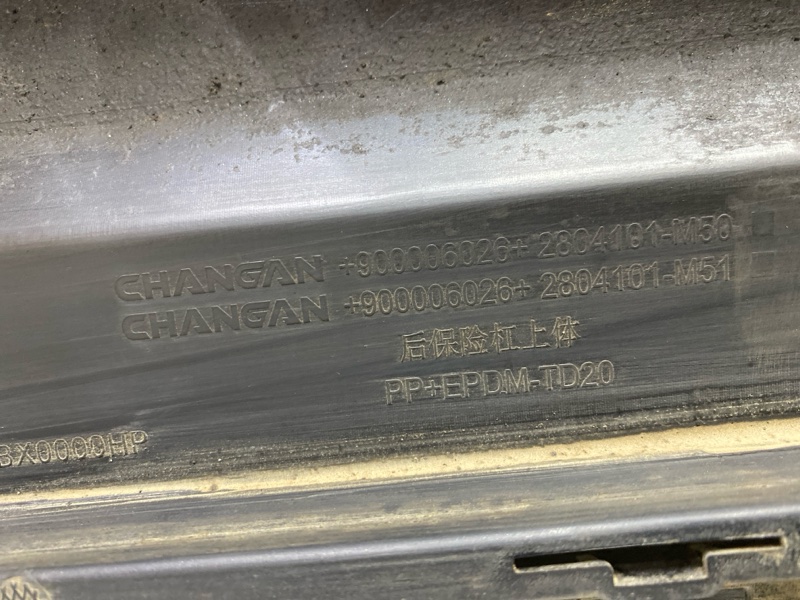 CHANGAN +900006026+ 2804101-M50
CHANGAN +900006026+ 2804101-M51
后保险杠上体
PP+EPDM-TD20
BX0000HP